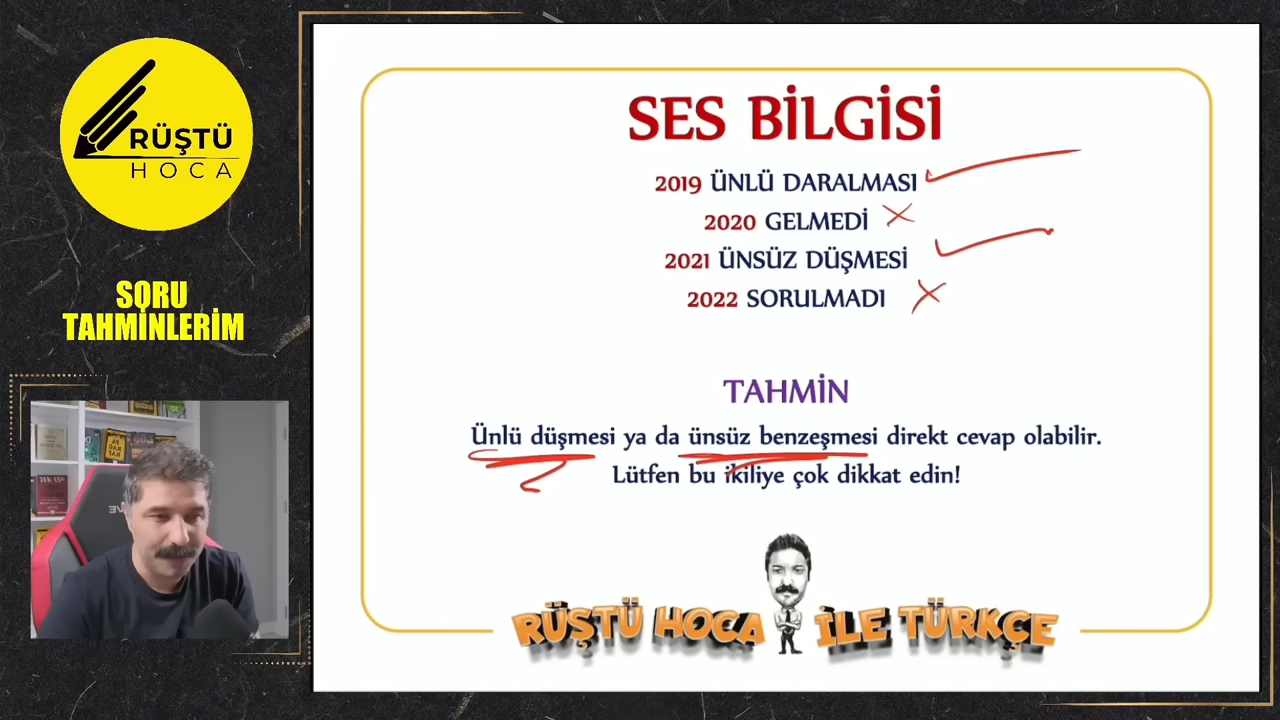 RÜŞTÜ
HOCA
SORU
TAHMİNLERİM
SES BİLGİSİ
2019 ÜNLÜ DARALMASI
2020 GELMEDİ
2021 ÜNSÜZ DÜŞMESİ
2022 SORULMADI
TAHMİN
Ünlü düşmesi ya da ünsüz benzeşmesi direkt cevap olabilir.
Lütfen bu ikiliye çok dikkat edin!
RÜŞTÜ HOCA İLE TÜRKÇE